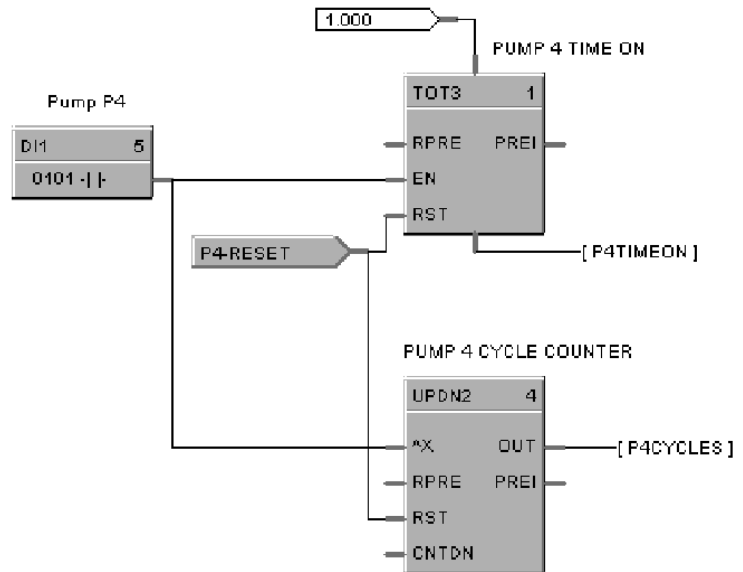 1.000
PUMP 4 TIME ON
TOT3 1
Pump P4
DI1 5
RPRE PREI
0101 -| |-
EN
RST
P4-RESET
[ P4TIMEON ]
PUMP 4 CYCLE COUNTER
UPDN2 4
^X OUT
[ P4CYCLES ]
RPRE PREI
RST
CNTDN